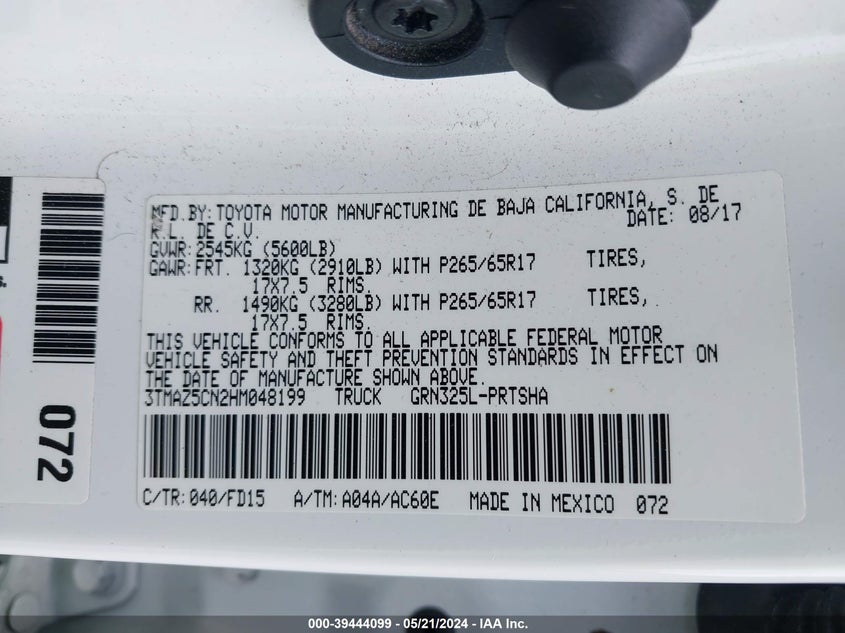 MFD.BY: TOYOTA MOTOR MANUFACTURING DE BAJA CALIFORNIA, S. DE
R.L. DE C.V. DATE: 08/17
GVWR: 2545KG (5600LB)
GAWR: FRT. 1320KG (2910LB) WITH P265/65R17 TIRES,
17X7.5 RIMS.
RR. 1490KG (3280LB) WITH P265/65R17 TIRES,
17X7.5 RIMS.
THIS VEHICLE CONFORMS TO ALL APPLICABLE FEDERAL MOTOR
VEHICLE SAFETY AND THEFT PREVENTION STANDARDS IN EFFECT ON
THE DATE OF MANUFACTURE SHOWN ABOVE.
3TMAZ5CN2HM048199 TRUCK GRN325L-PRTSHA
C/TR: 040/FD15 A/TM: A04A/AC60E MADE IN MEXICO 072
072
000-39444099 - 05/21/2024 - IAA Inc.